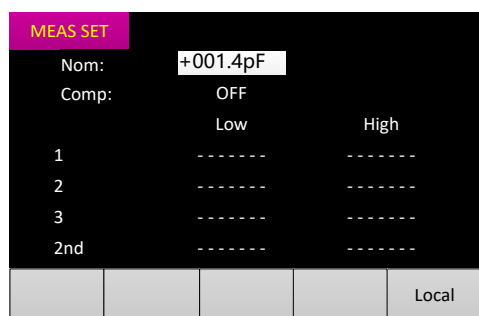 MEAS SET
Nom: +001.4pF
Comp: OFF
Low High
1 - - - - - - - - - - - - - -
2 - - - - - - - - - - - - - -
3 - - - - - - - - - - - - - -
2nd - - - - - - - - - - - - - -
Local